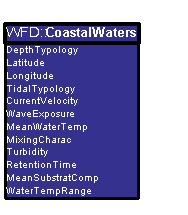 WFD:CoastalWaters
DepthTypology
Latitude
Longitude
TidalTypology
CurrentVelocity
WaveExposure
MeanWaterTemp
MixingCharac
Turbidity
RetentionTime
MeanSubstratComp
WaterTempRange